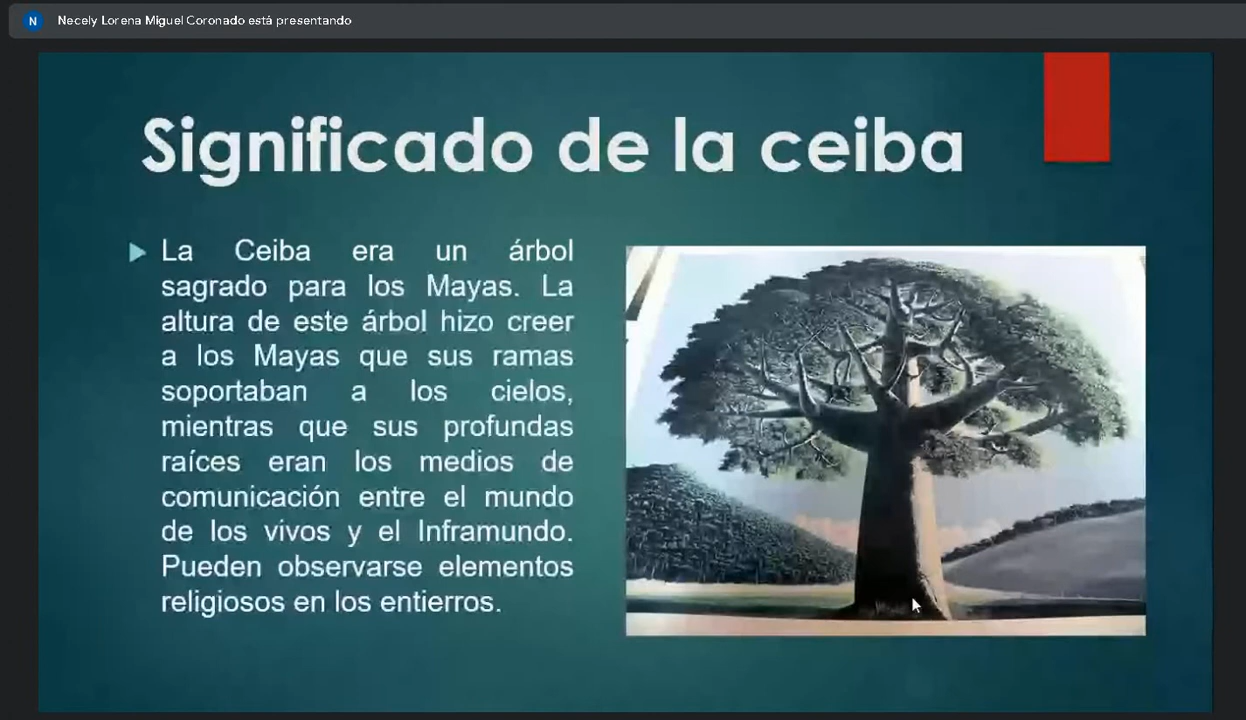 N Necely Lorena Miguel Coronado está presentando
Significado de la ceiba
La Ceiba era un árbol
sagrado para los Mayas. La
altura de este árbol hizo creer
a los Mayas que sus ramas
soportaban a los cielos,
mientras que sus profundas
raíces eran los medios de
comunicación entre el mundo
de los vivos y el Inframundo.
Pueden observarse elementos
religiosos en los entierros.